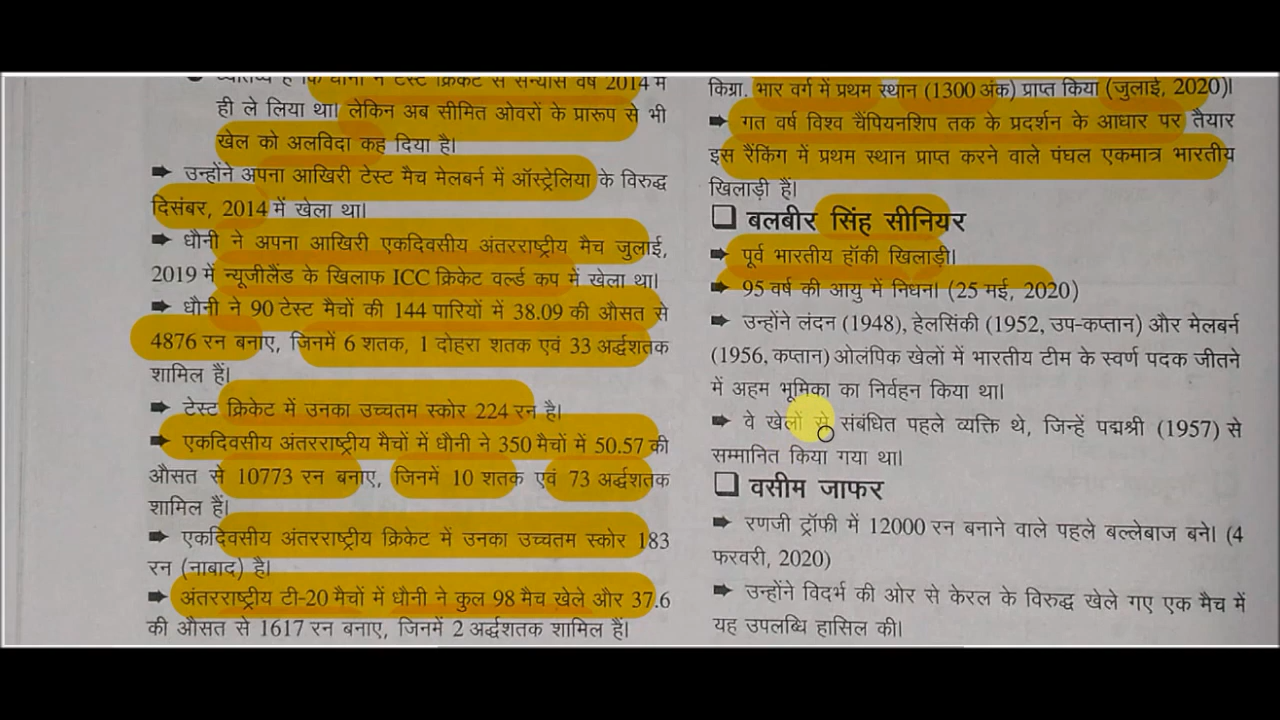 ज्ञातव्य है कि धौनी ने टेस्ट क्रिकेट से सन्यास वर्ष 2014 में
ही ले लिया था। लेकिन अब सीमित ओवरों के प्रारूप से भी
खेल को अलविदा कह दिया है।
➡ उन्होंने अपना आखिरी टेस्ट मैच मेलबर्न में ऑस्ट्रेलिया के विरुद्ध
दिसंबर, 2014 में खेला था।
➡ धौनी ने अपना आखिरी एकदिवसीय अंतरराष्ट्रीय मैच जुलाई,
2019 में न्यूजीलैंड के खिलाफ ICC क्रिकेट वर्ल्ड कप में खेला था।
➡ धौनी ने 90 टेस्ट मैचों की 144 पारियों में 38.09 की औसत से
4876 रन बनाए, जिनमें 6 शतक, 1 दोहरा शतक एवं 33 अर्द्धशतक
शामिल हैं।
➡ टेस्ट क्रिकेट में उनका उच्चतम स्कोर 224 रन है।
➡ एकदिवसीय अंतरराष्ट्रीय मैचों में धौनी ने 350 मैचों में 50.57 की
औसत से 10773 रन बनाए, जिनमें 10 शतक एवं 73 अर्द्धशतक
शामिल हैं।
➡ एकदिवसीय अंतरराष्ट्रीय क्रिकेट में उनका उच्चतम स्कोर 183
रन (नाबाद) है।
➡ अंतरराष्ट्रीय टी-20 मैचों में धौनी ने कुल 98 मैच खेले और 37.6
की औसत से 1617 रन बनाए, जिनमें 2 अर्द्धशतक शामिल हैं।
किग्रा. भार वर्ग में प्रथम स्थान (1300 अंक) प्राप्त किया (जुलाई, 2020)।
➡ गत वर्ष विश्व चैंपियनशिप तक के प्रदर्शन के आधार पर तैयार
इस रैंकिंग में प्रथम स्थान प्राप्त करने वाले पंघल एकमात्र भारतीय
खिलाड़ी हैं।
❑ बलबीर सिंह सीनियर
➡ पूर्व भारतीय हॉकी खिलाड़ी।
➡ 95 वर्ष की आयु में निधन। (25 मई, 2020)
➡ उन्होंने लंदन (1948), हेलसिंकी (1952, उप-कप्तान) और मेलबर्न
(1956, कप्तान) ओलंपिक खेलों में भारतीय टीम के स्वर्ण पदक जीतने
में अहम भूमिका का निर्वहन किया था।
➡ वे खेलों से संबंधित पहले व्यक्ति थे, जिन्हें पद्मश्री (1957) से
सम्मानित किया गया था।
❑ वसीम जाफर
➡ रणजी ट्रॉफी में 12000 रन बनाने वाले पहले बल्लेबाज बने। (4
फरवरी, 2020)
➡ उन्होंने विदर्भ की ओर से केरल के विरुद्ध खेले गए एक मैच में
यह उपलब्धि हासिल की।